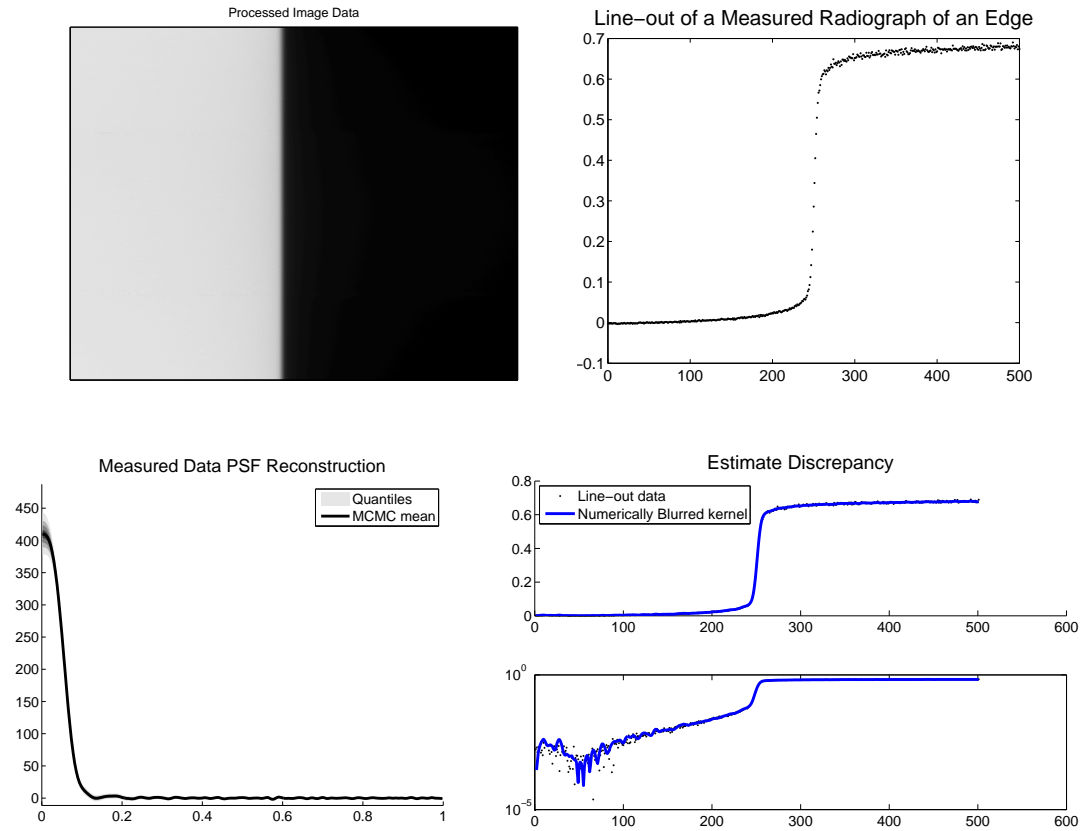 Processed Image Data
Line−out of a Measured Radiograph of an Edge
0.7
0.6
0.5
0.4
0.3
0.2
0.1
0
−0.1
0 100 200 300 400 500
Measured Data PSF Reconstruction
Quantiles
MCMC mean
450
400
350
300
250
200
150
100
50
0
0 0.2 0.4 0.6 0.8 1
Estimate Discrepancy
Line−out data
Numerically Blurred kernel
0.8
0.6
0.4
0.2
0
0 100 200 300 400 500 600
10^0
10^−5
0 100 200 300 400 500 600